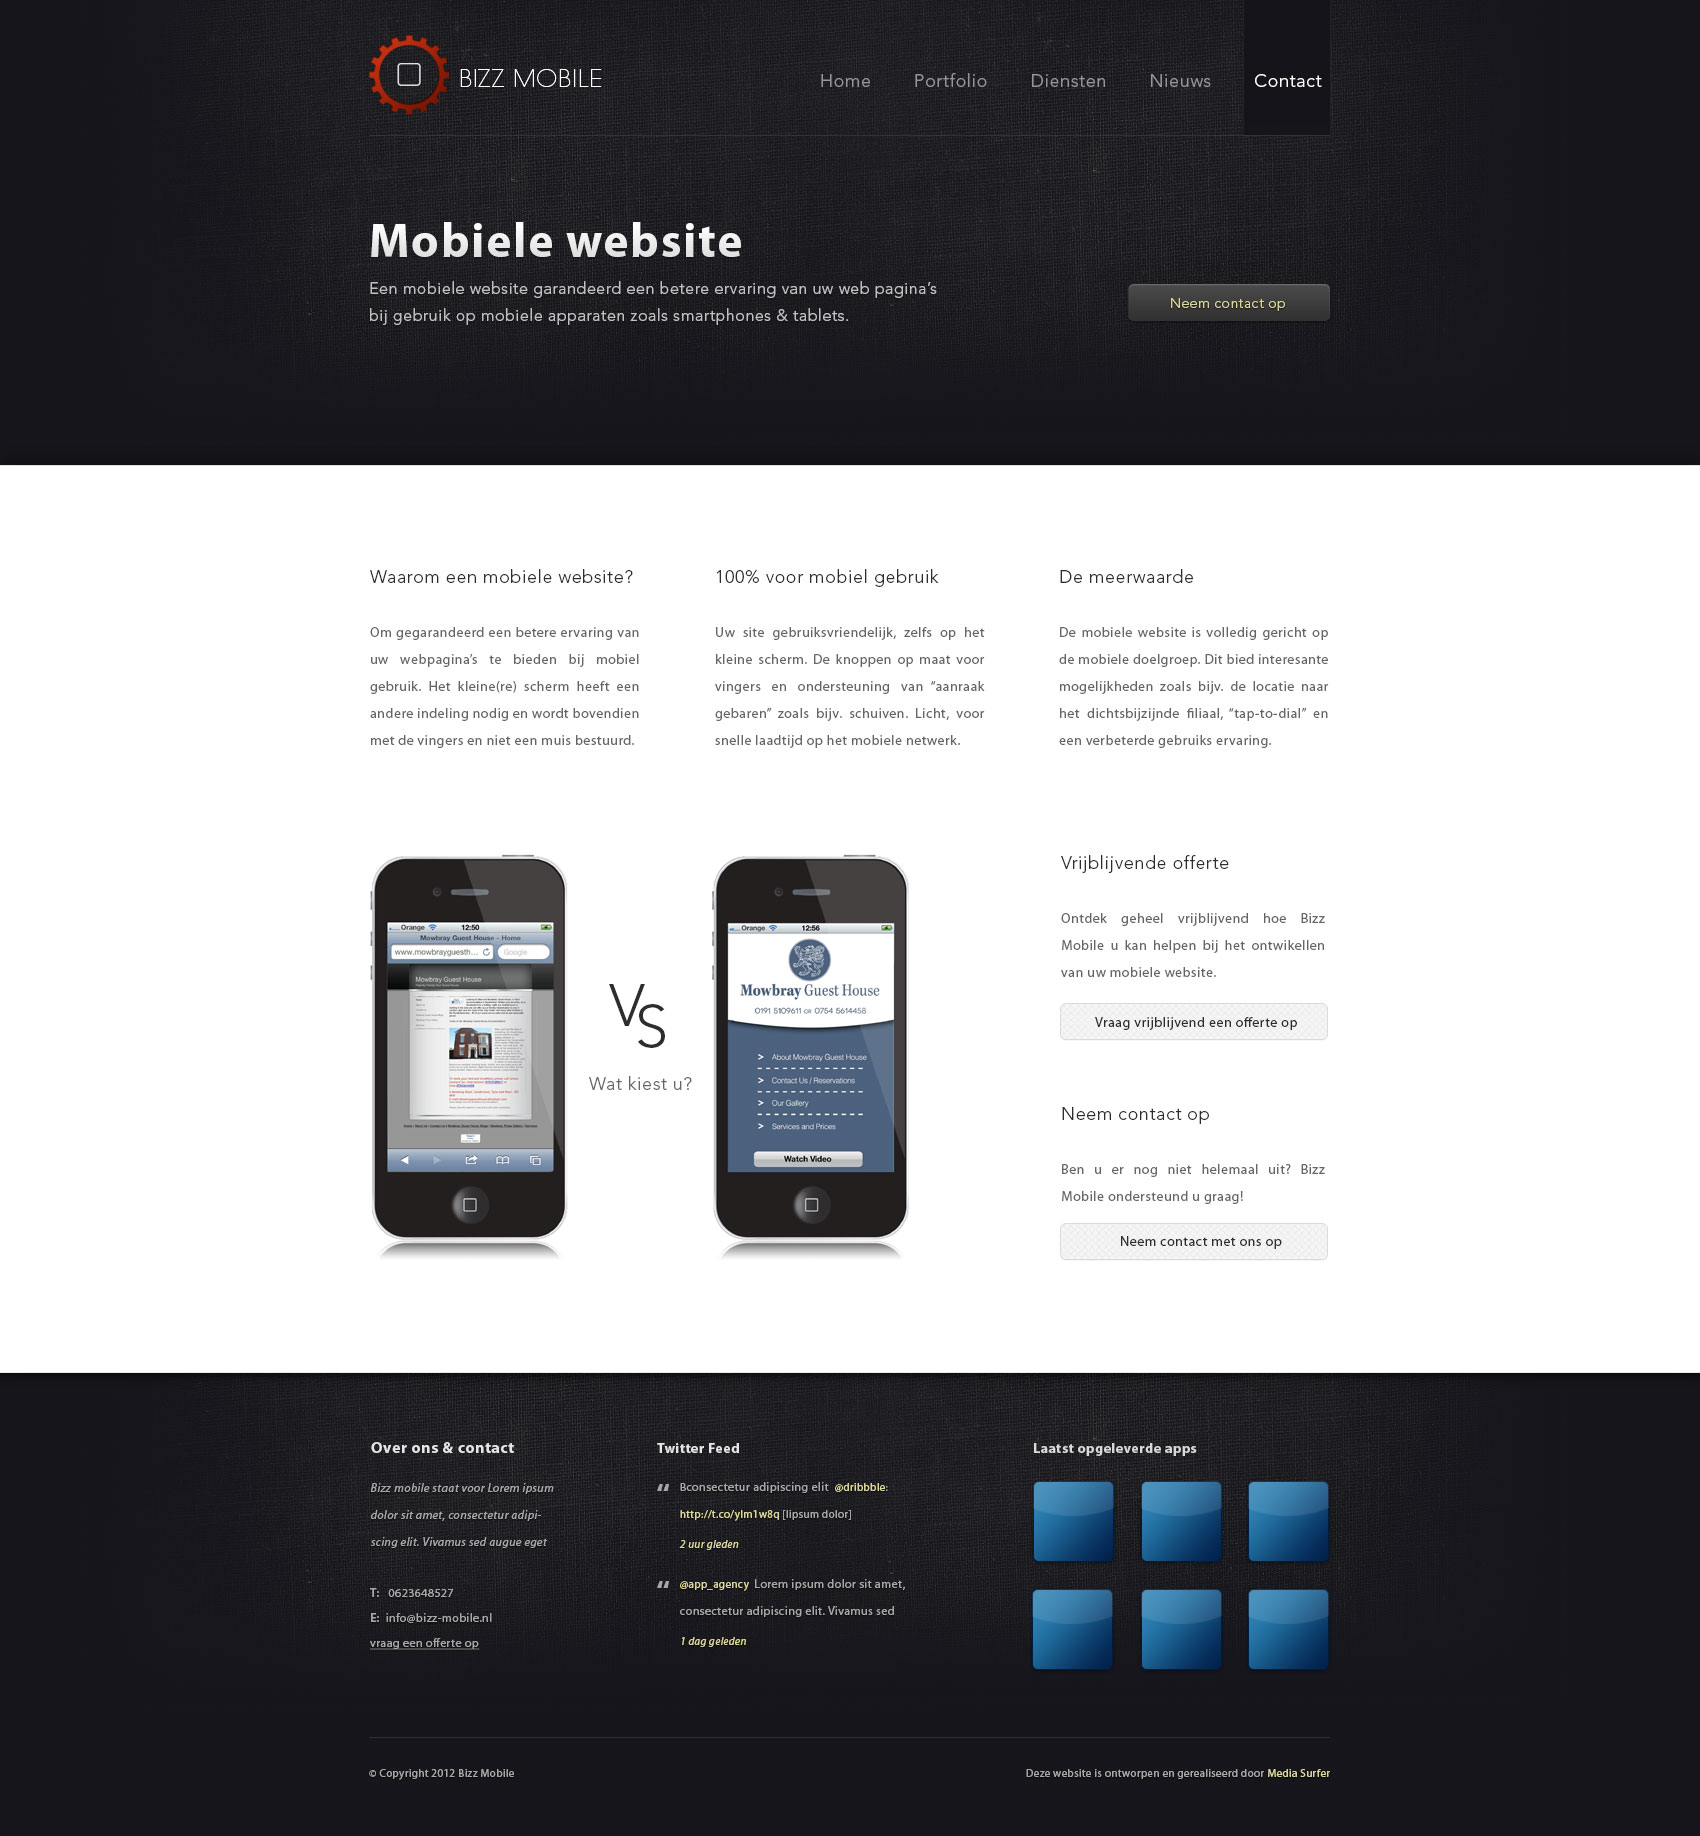 BIZZ MOBILE
Home
Portfolio
Diensten
Nieuws
Contact
Mobiele website
Een mobiele website garandeerd een betere ervaring van uw web pagina's
bij gebruik op mobiele apparaten zoals smartphones & tablets.
Neem contact op
Waarom een mobiele website?
Om gegarandeerd een betere ervaring van
uw webpagina's te bieden bij mobiel
gebruik. Het kleine(re) scherm heeft een
andere indeling nodig en wordt bovendien
met de vingers en niet een muis bestuurd.
100% voor mobiel gebruik
Uw site gebruiksvriendelijk, zelfs op het
kleine scherm. De knoppen op maat voor
vingers en ondersteuning van “aanraak
gebaren” zoals bijv. schuiven. Licht, voor
snelle laadtijd op het mobiele netwerk.
De meerwaarde
De mobiele website is volledig gericht op
de mobiele doelgroep. Dit bied interesante
mogelijkheden zoals bijv. de locatie naar
het dichtsbijzijnde filiaal, “tap-to-dial” en
een verbeterde gebruiks ervaring.
Orange
12:50
Mowbray Guest House - Home
www.mowbrayguesth...
Google
Mowbray Guest House
VS
Wat kiest u?
Orange
12:56
Mowbray Guest House
0191 5109611 OR 0754 5614458
> About Mowbray Guest House
> Contact Us / Reservations
> Our Gallery
> Services and Prices
Watch Video
Vrijblijvende offerte
Ontdek geheel vrijblijvend hoe Bizz
Mobile u kan helpen bij het ontwikellen
van uw mobiele website.
Vraag vrijblijvend een offerte op
Neem contact op
Ben u er nog niet helemaal uit? Bizz
Mobile ondersteund u graag!
Neem contact met ons op
Over ons & contact
Bizz mobile staat voor Lorem ipsum
dolor sit amet, consectetur adipi-
scing elit. Vivamus sed augue eget
T: 0623648527
E: info@bizz-mobile.nl
vraag een offerte op
Twitter Feed
" Bconsectetur adipiscing elit @dribbble:
http://t.co/ylm1w8q [lipsum dolor]
2 uur gleden
" @app_agency Lorem ipsum dolor sit amet,
consectetur adipiscing elit. Vivamus sed
1 dag geleden
Laatst opgeleverde apps
© Copyright 2012 Bizz Mobile
Deze website is ontworpen en gerealiseerd door Media Surfer